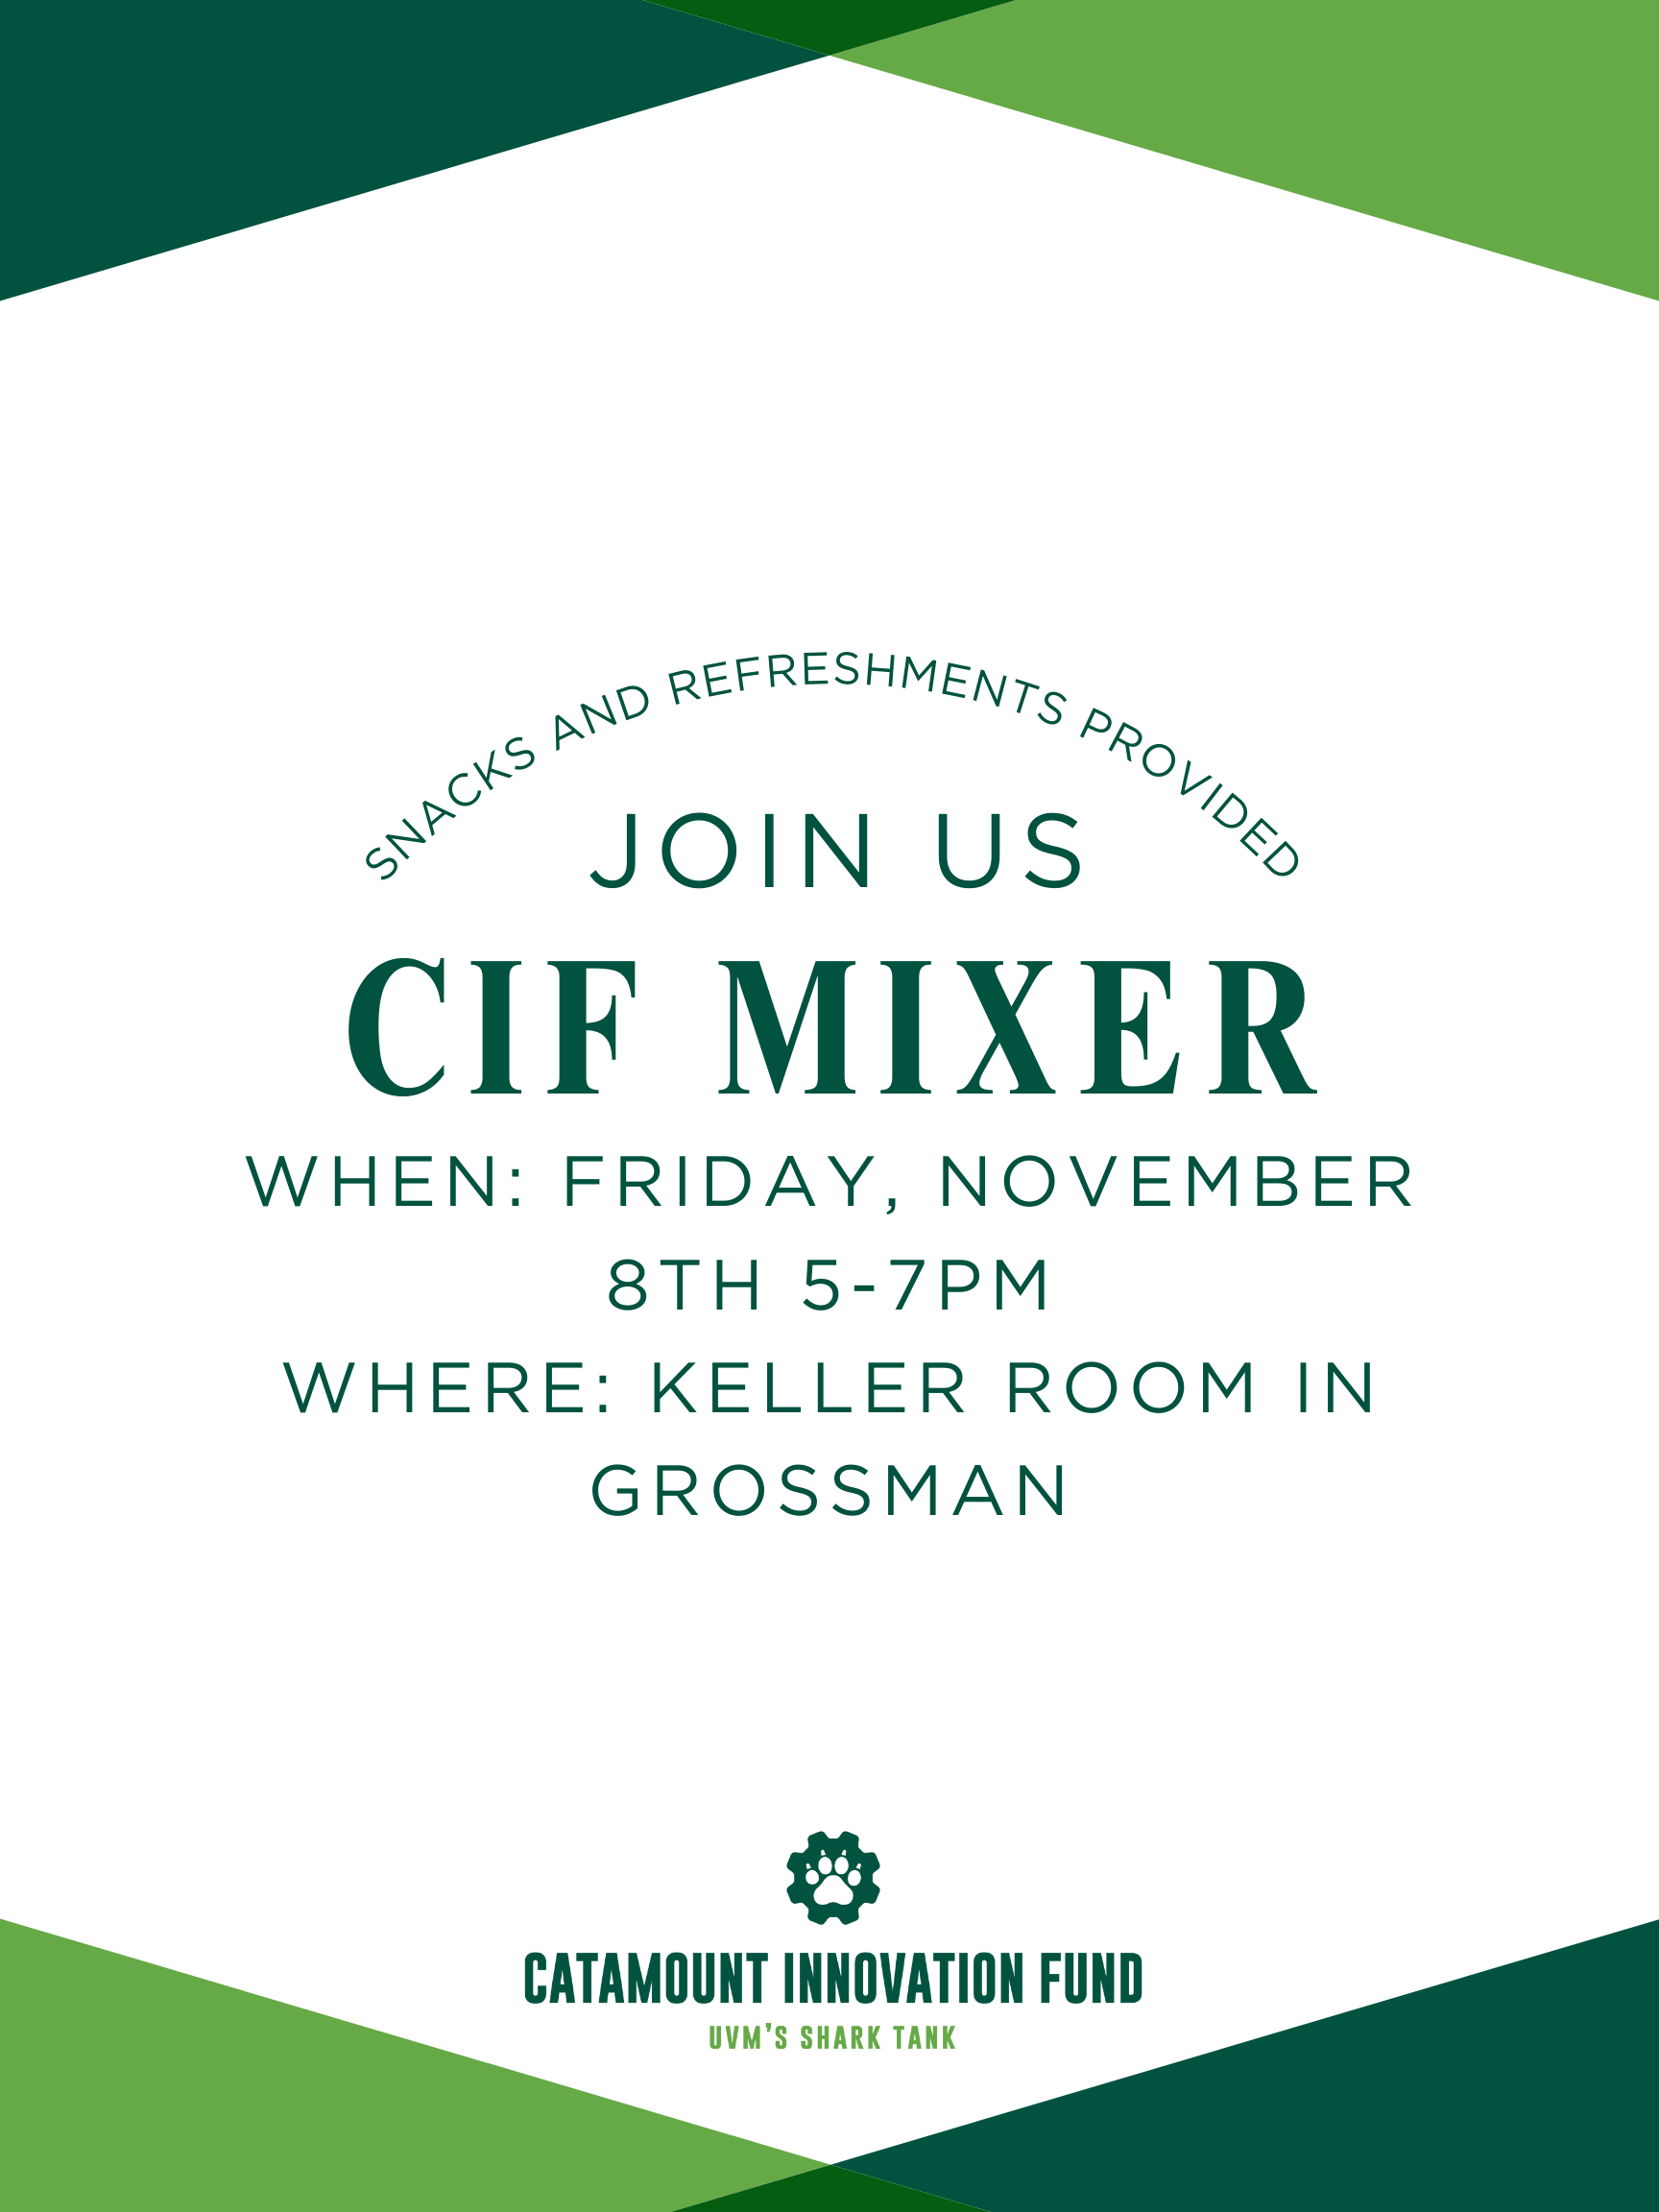 SNACKS AND REFRESHMENTS PROVIDED
JOIN US
CIF MIXER
WHEN: FRIDAY, NOVEMBER
8TH 5-7PM
WHERE: KELLER ROOM IN
GROSSMAN
CATAMOUNT INNOVATION FUND
UVM'S SHARK TANK